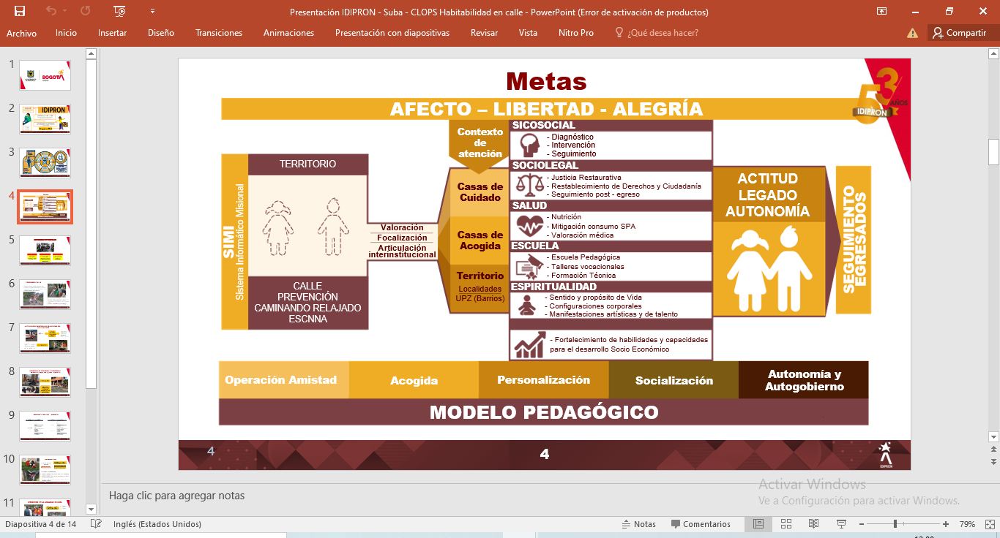 Presentación IDIPRON - Suba - CLOPS Habitabilidad en calle - PowerPoint (Error de activación de productos)
Archivo Inicio Insertar Diseño Transiciones Animaciones Presentación con diapositivas Revisar Vista Nitro Pro ¿Qué desea hacer? Compartir
1
BOGOTÁ
2
IDIPRON
3
4
5
6
7
8
9
10
11
Metas
53 AÑOS
IDIPRON
AFECTO – LIBERTAD - ALEGRÍA
SIMI
Sistema Informático Misional
TERRITORIO
CALLE
PREVENCIÓN
CAMINANDO RELAJADO
ESCNNA
Valoración
Focalización
Articulación
interinstitucional
Contexto
de
atención
Casas de
Cuidado
Casas de
Acogida
Territorio
Localidades
UPZ (Barrios)
SICOSOCIAL
- Diagnóstico
- Intervención
- Seguimiento
SOCIOLEGAL
- Justicia Restaurativa
- Restablecimiento de Derechos y Ciudadanía
- Seguimiento post - egreso
SALUD
- Nutrición
- Mitigación consumo SPA
- Valoración médica
ESCUELA
- Escuela Pedagógica
- Talleres vocacionales
- Formación Técnica
ESPIRITUALIDAD
- Sentido y propósito de Vida
- Configuraciones corporales
- Manifestaciones artísticas y de talento
- Fortalecimiento de habilidades y capacidades
para el desarrollo Socio Económico
ACTITUD
LEGADO
AUTONOMÍA
SEGUIMIENTO
EGRESADOS
Operación Amistad
Acogida
Personalización
Socialización
Autonomía y
Autogobierno
MODELO PEDAGÓGICO
4
4
IDIPRON
Haga clic para agregar notas
Activar Windows
Ve a Configuración para activar Windows.
Diapositiva 4 de 14 Inglés (Estados Unidos) Notas Comentarios 79%